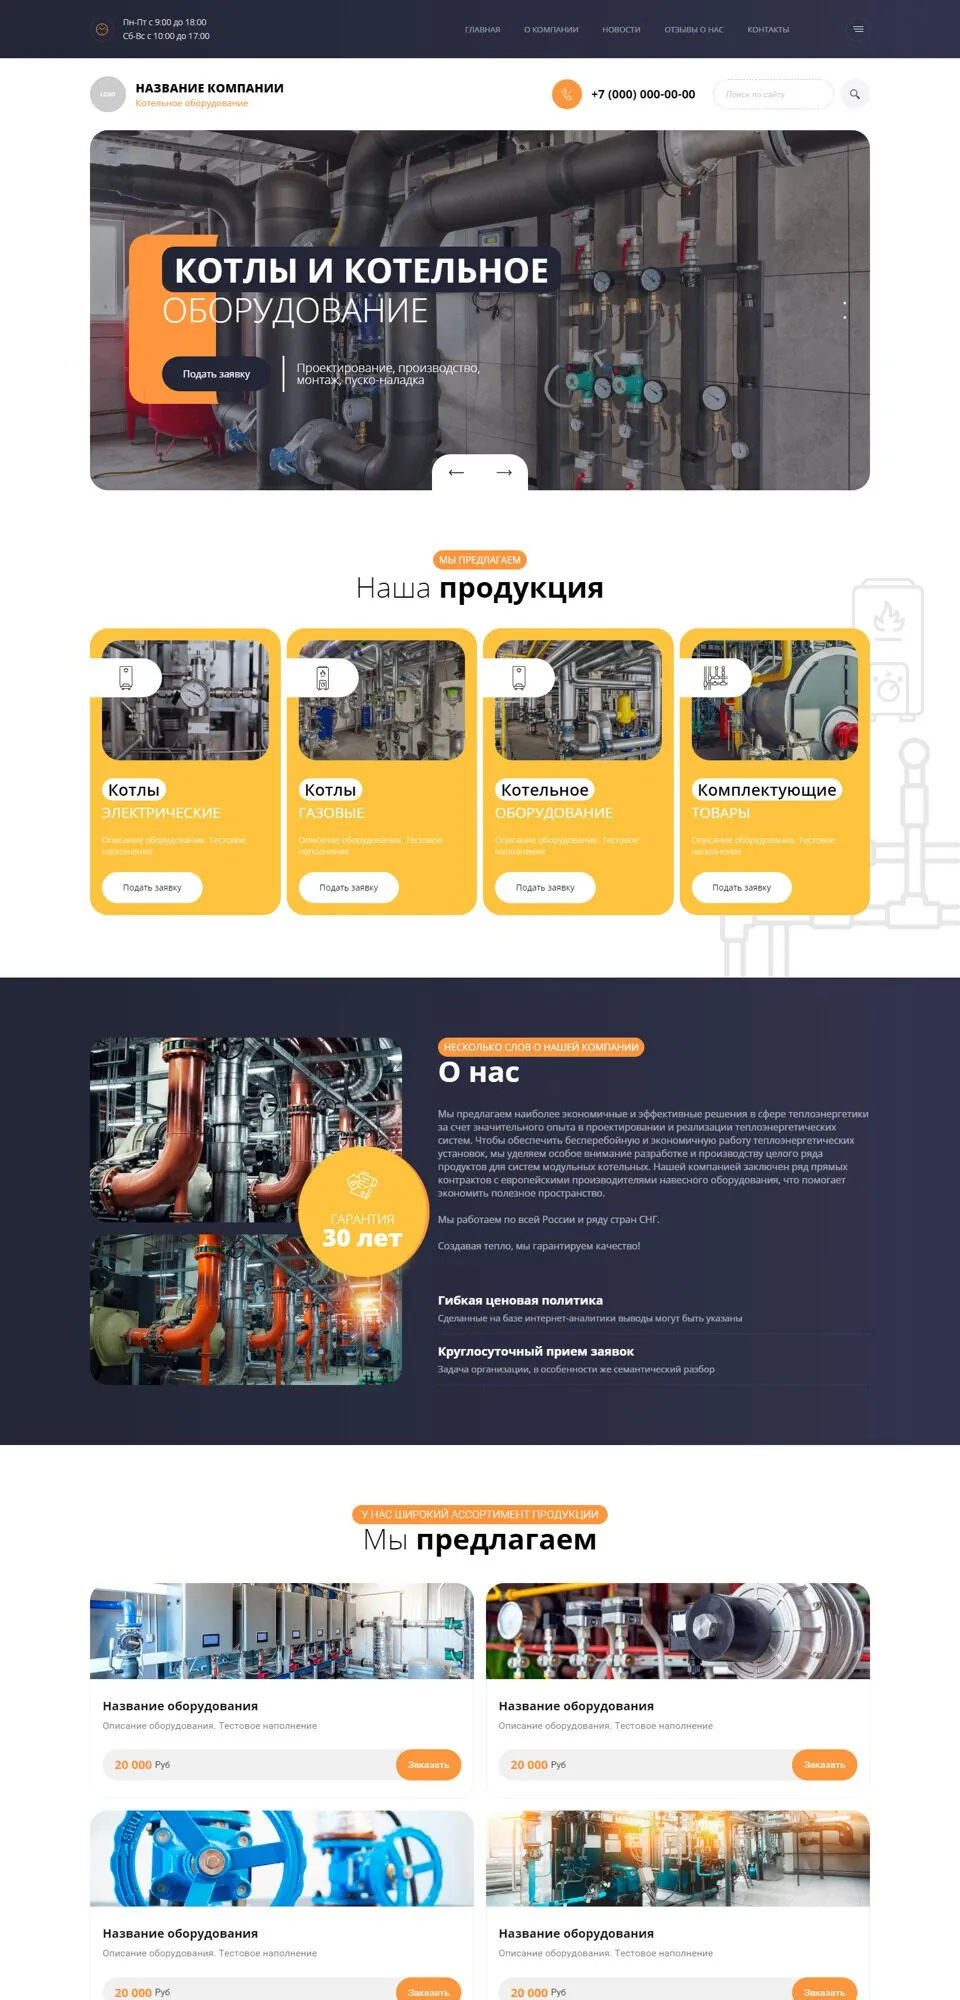 Пн-Пт с 9:00 до 18:00
Сб-Вс с 10:00 до 17:00
ГЛАВНАЯ
О КОМПАНИИ
НОВОСТИ
ОТЗЫВЫ О НАС
КОНТАКТЫ
LOGO
НАЗВАНИЕ КОМПАНИИ
Котельное оборудование
+7 (000) 000-00-00
Поиск по сайту
КОТЛЫ И КОТЕЛЬНОЕ
ОБОРУДОВАНИЕ
Подать заявку
Проектирование, производство,
монтаж, пуско-наладка
МЫ ПРЕДЛАГАЕМ
Наша продукция
Котлы
ЭЛЕКТРИЧЕСКИЕ
Описание оборудования. Тестовое
наполнение
Подать заявку
Котлы
ГАЗОВЫЕ
Описание оборудования. Тестовое
наполнение
Подать заявку
Котельное
ОБОРУДОВАНИЕ
Описание оборудования. Тестовое
наполнение
Подать заявку
Комплектующие
ТОВАРЫ
Описание оборудования. Тестовое
наполнение
Подать заявку
ГАРАНТИЯ
30 лет
НЕСКОЛЬКО СЛОВ О НАШЕЙ КОМПАНИИ
О нас
Мы предлагаем наиболее экономичные и эффективные решения в сфере теплоэнергетики
за счет значительного опыта в проектировании и реализации теплоэнергетических
систем. Чтобы обеспечить бесперебойную и экономичную работу теплоэнергетических
установок, мы уделяем особое внимание разработке и производству целого ряда
продуктов для систем модульных котельных. Нашей компанией заключен ряд прямых
контрактов с европейскими производителями навесного оборудования, что помогает
экономить полезное пространство.
Мы работаем по всей России и ряду стран СНГ.
Создавая тепло, мы гарантируем качество!
Гибкая ценовая политика
Сделанные на базе интернет-аналитики выводы могут быть указаны
Круглосуточный прием заявок
Задача организации, в особенности же семантический разбор
У НАС ШИРОКИЙ АССОРТИМЕНТ ПРОДУКЦИИ
Мы предлагаем
Название оборудования
Описание оборудования. Тестовое наполнение
20 000 Руб
Заказать
Название оборудования
Описание оборудования. Тестовое наполнение
20 000 Руб
Заказать
Название оборудования
Описание оборудования. Тестовое наполнение
20 000 Руб
Заказать
Название оборудования
Описание оборудования. Тестовое наполнение
20 000 Руб
Заказать